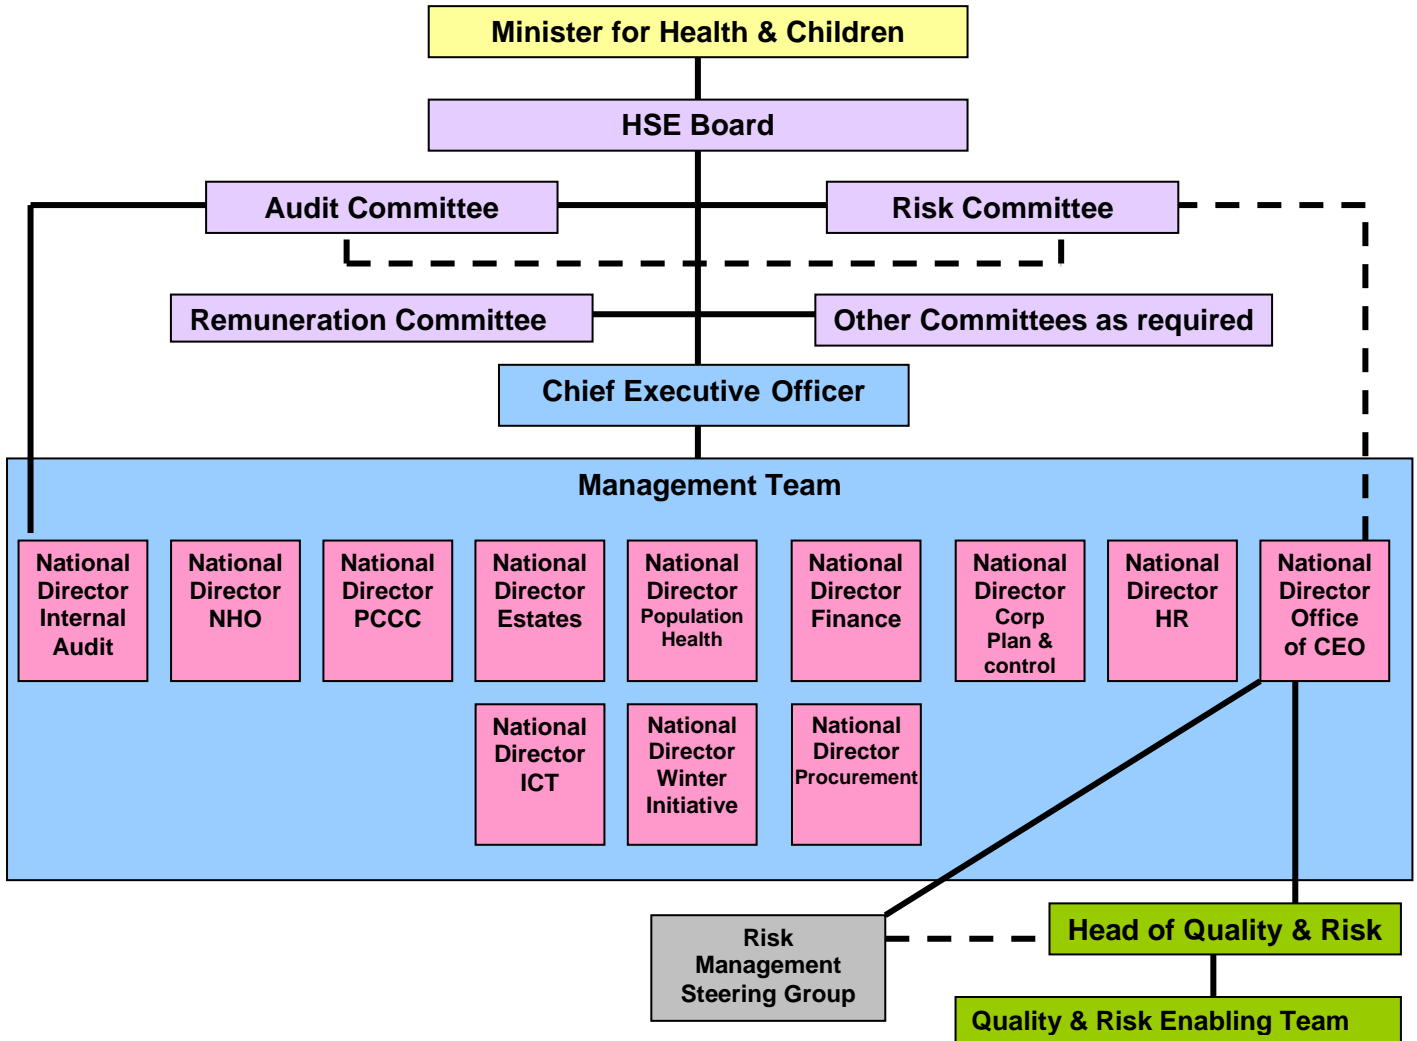 Minister for Health & Children
HSE Board
Audit Committee
Risk Committee
Remuneration Committee
Other Committees as required
Chief Executive Officer
Management Team
National
Director
Internal
Audit
National
Director
NHO
National
Director
PCCC
National
Director
Estates
National
Director
Population
Health
National
Director
Finance
National
Director
Corp
Plan &
control
National
Director
HR
National
Director
Office
of CEO
National
Director
ICT
National
Director
Winter
Initiative
National
Director
Procurement
Risk
Management
Steering Group
Head of Quality & Risk
Quality & Risk Enabling Team